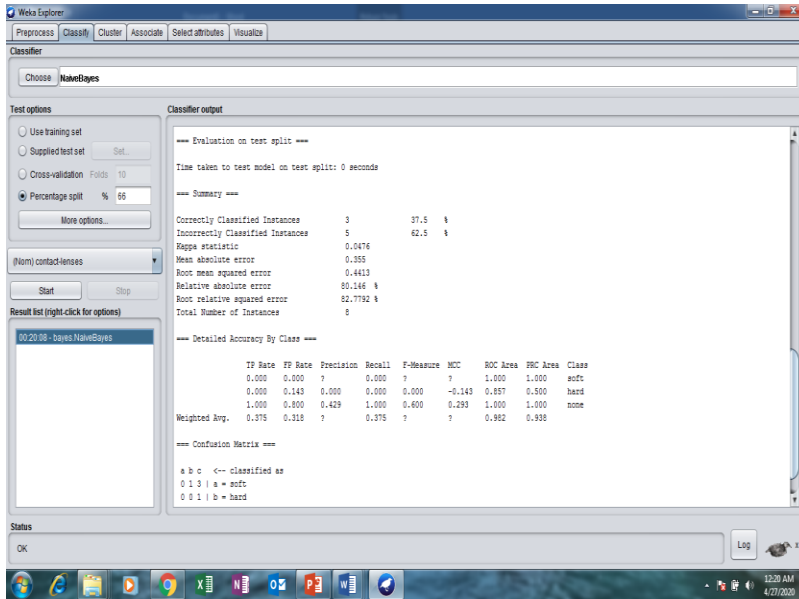 Weka Explorer
Preprocess Classify Cluster Associate Select attributes Visualize
Classifier
Choose NaiveBayes
Test options
Use training set
Supplied test set Set...
Cross-validation Folds 10
Percentage split % 66
More options...
(Nom) contact-lenses
Start Stop
Result list (right-click for options)
00:20:08 - bayes.NaiveBayes
Classifier output
=== Evaluation on test split ===
Time taken to test model on test split: 0 seconds
=== Summary ===
Correctly Classified Instances 3 37.5 %
Incorrectly Classified Instances 5 62.5 %
Kappa statistic 0.0476
Mean absolute error 0.355
Root mean squared error 0.4413
Relative absolute error 80.146 %
Root relative squared error 82.7792 %
Total Number of Instances 8
=== Detailed Accuracy By Class ===
TP Rate FP Rate Precision Recall F-Measure MCC ROC Area PRC Area Class
0.000 0.000 ? 0.000 ? ? 1.000 1.000 soft
0.000 0.143 0.000 0.000 0.000 -0.143 0.857 0.500 hard
1.000 0.800 0.429 1.000 0.600 0.293 1.000 1.000 none
Weighted Avg. 0.375 0.318 ? 0.375 ? ? 0.982 0.938
=== Confusion Matrix ===
a b c <-- classified as
0 1 3 | a = soft
0 0 1 | b = hard
Status
OK
Log
x
12:20 AM
4/27/2020